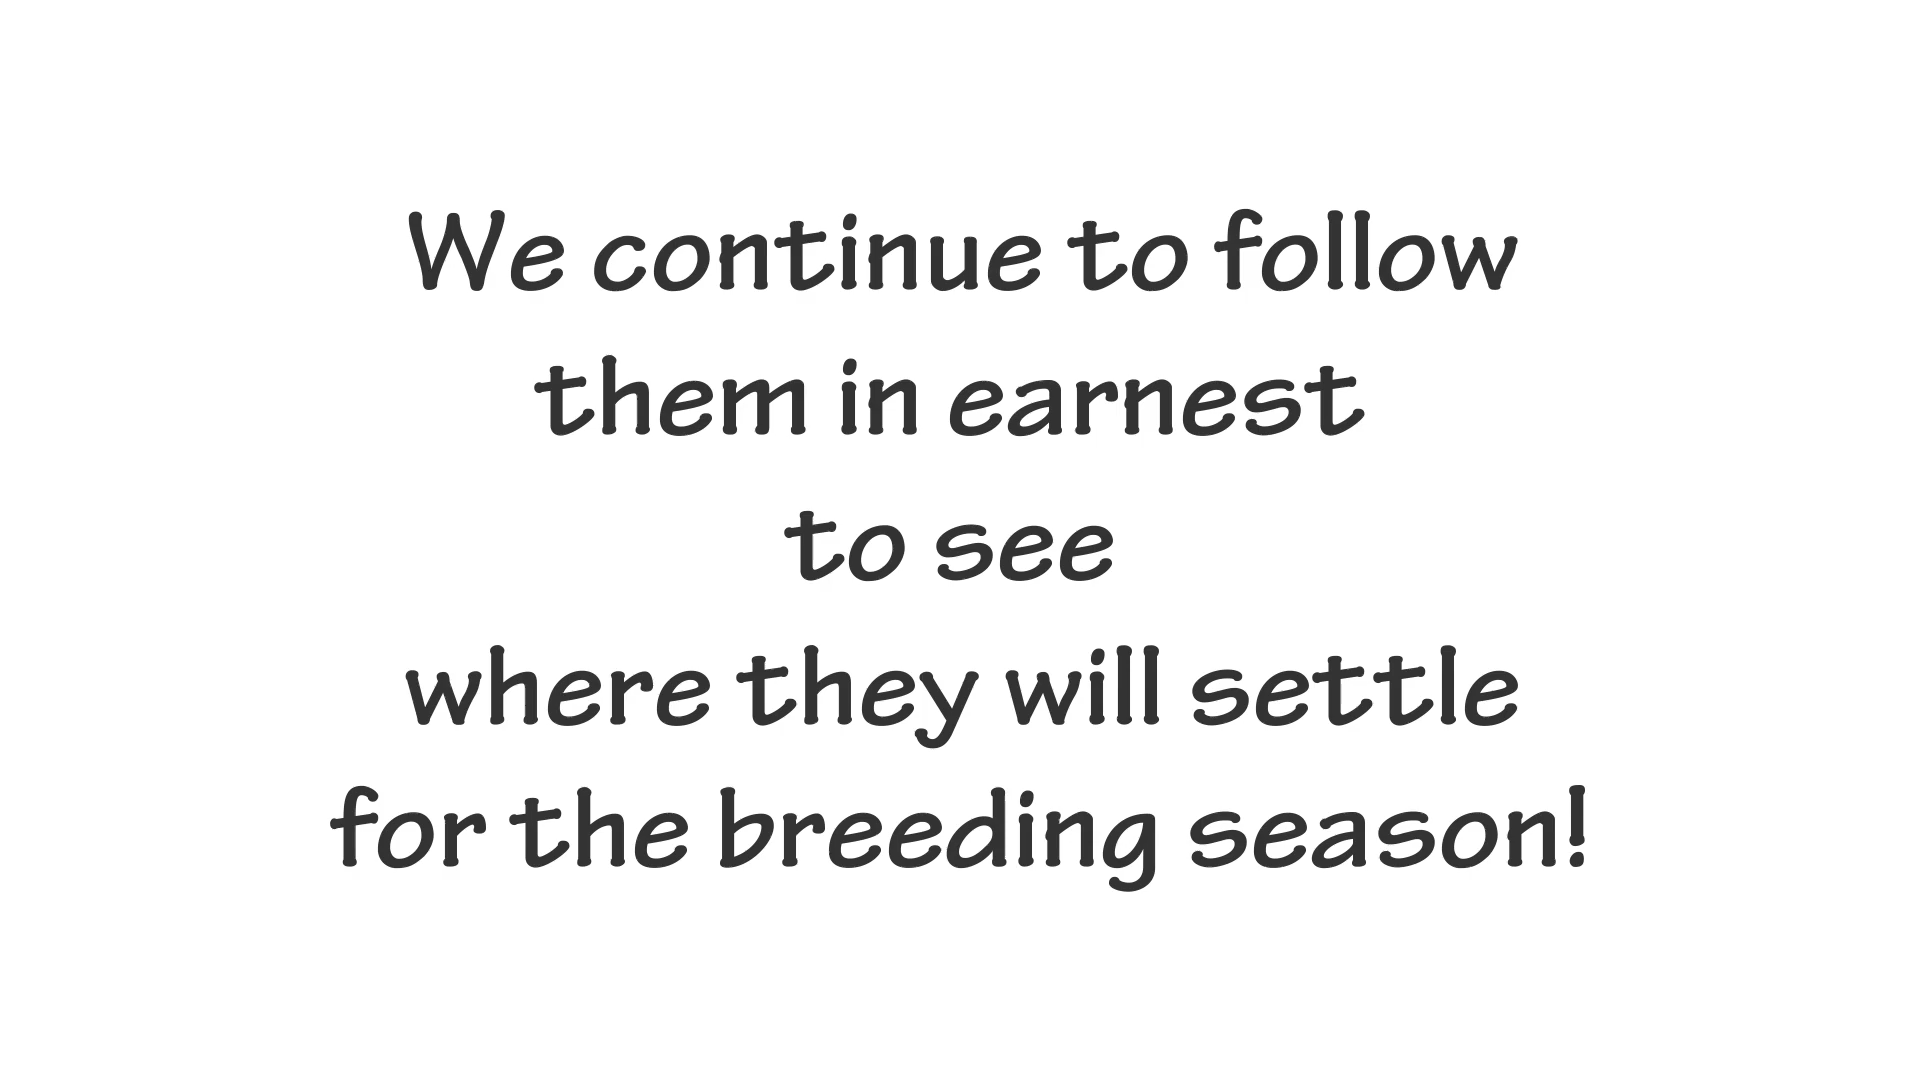 We continue to follow
them in earnest
to see
where they will settle
for the breeding season!